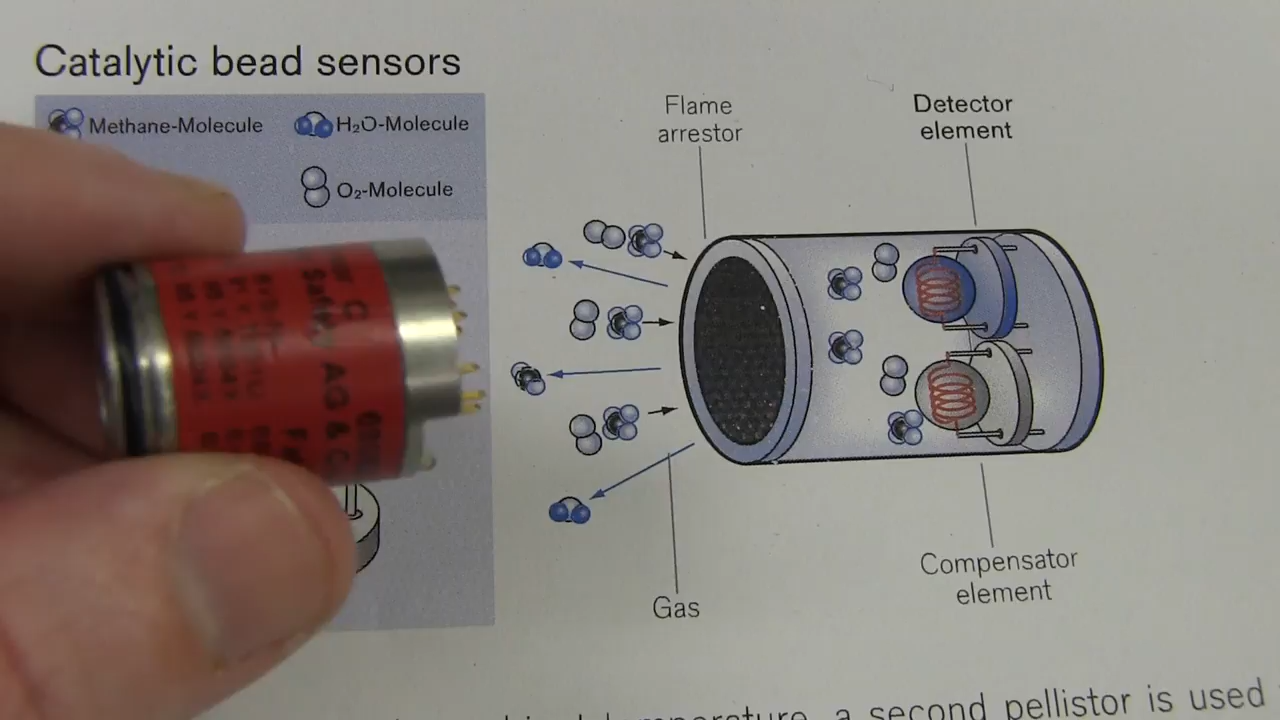 Catalytic bead sensors
Methane-Molecule
H₂O-Molecule
O₂-Molecule
Flame
arrestor
Detector
element
Compensator
element
Gas
AG & C
temperature, a second pellistor is used